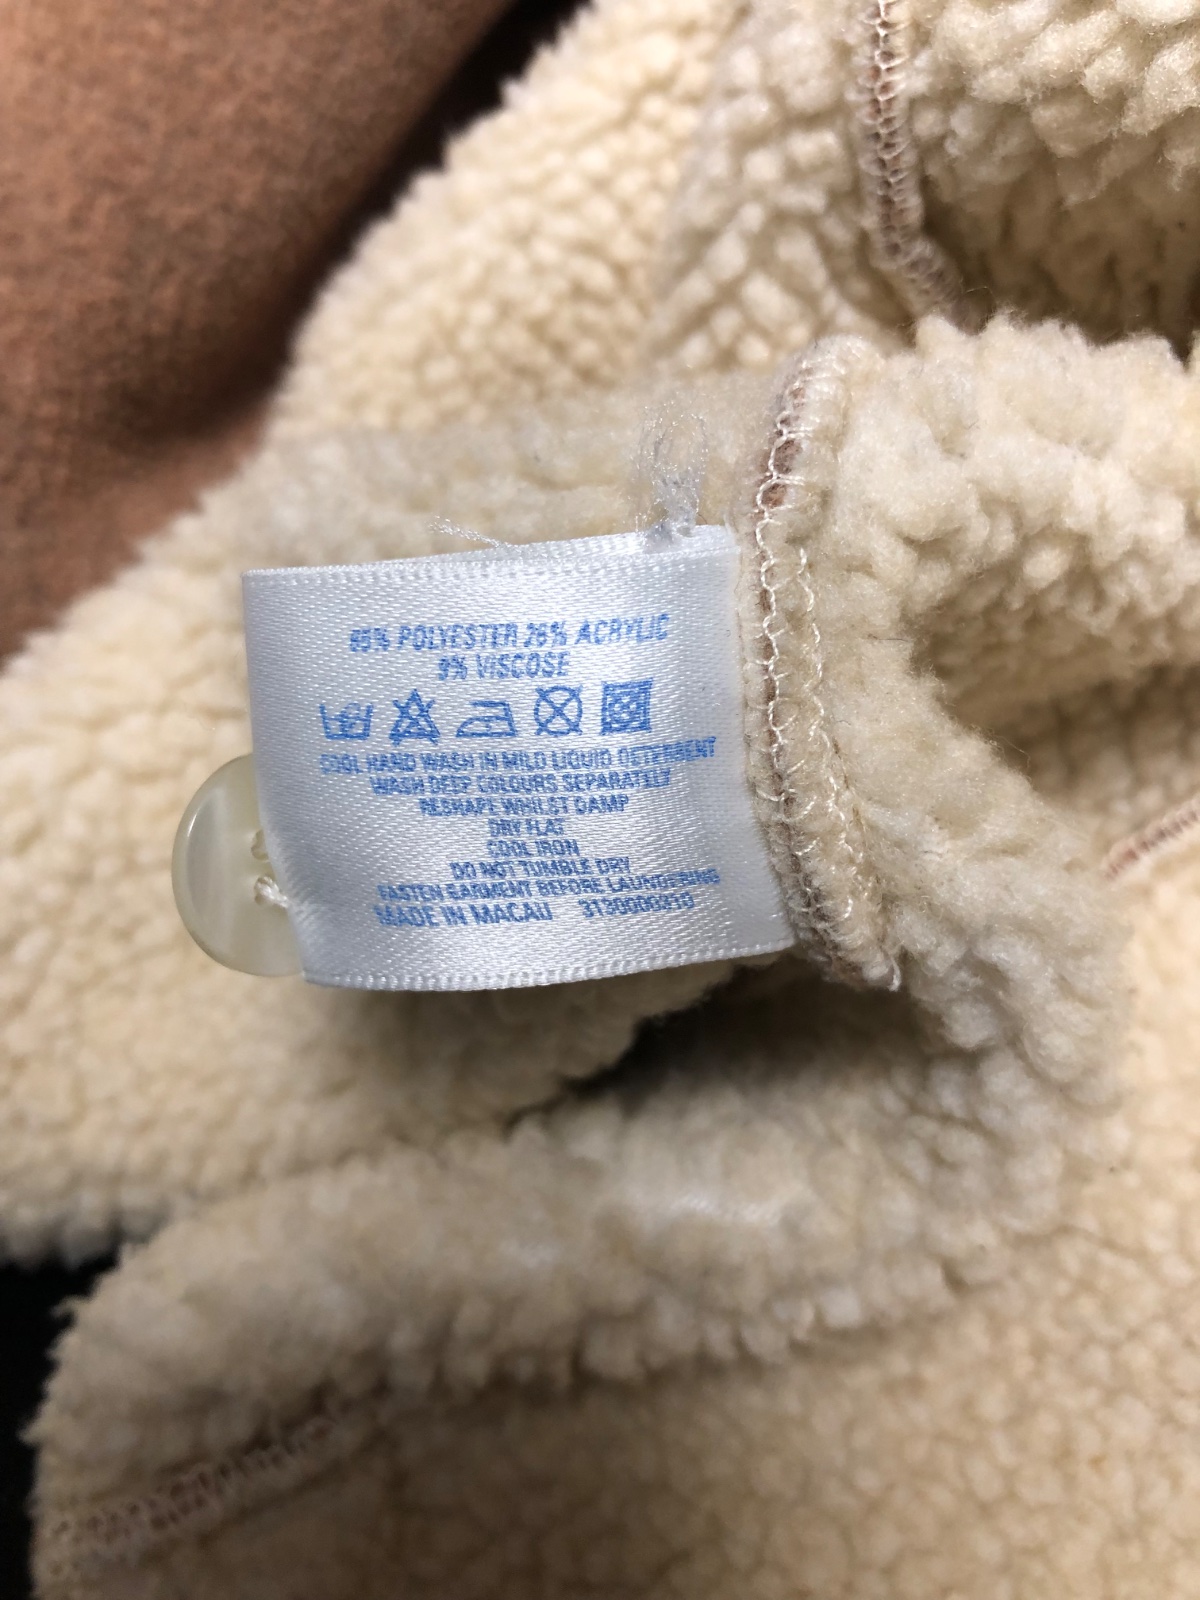 65% POLYESTER 26% ACRYLIC
9% VISCOSE
COOL HAND WASH IN MILD LIQUID DETERGENT
WASH DEEP COLOURS SEPARATELY
RESHAPE WHILST DAMP
DRY FLAT
COOL IRON
DO NOT TUMBLE DRY
FASTEN GARMENT BEFORE LAUNDERING
MADE IN MACAU